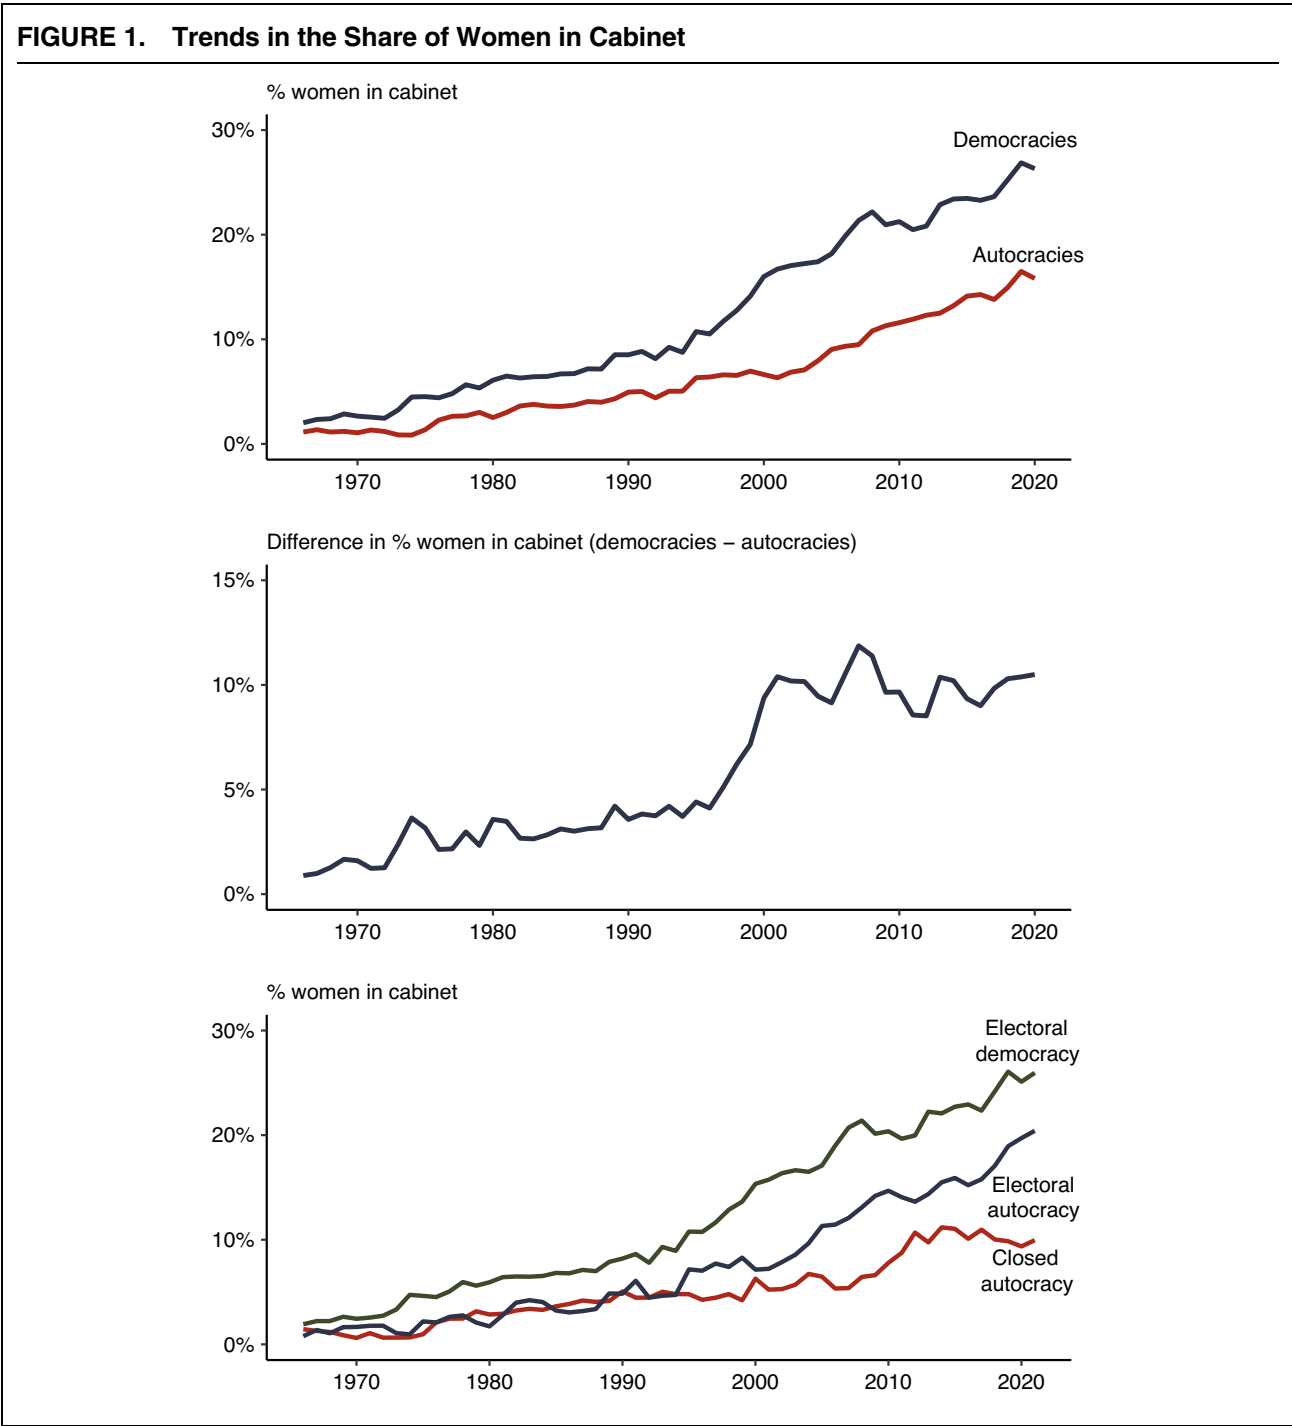 FIGURE 1. Trends in the Share of Women in Cabinet
% women in cabinet
30%
20%
10%
0%
Democracies
Autocracies
1970 1980 1990 2000 2010 2020
Difference in % women in cabinet (democracies – autocracies)
15%
10%
5%
0%
1970 1980 1990 2000 2010 2020
% women in cabinet
30%
20%
10%
0%
Electoral
democracy
Electoral
autocracy
Closed
autocracy
1970 1980 1990 2000 2010 2020